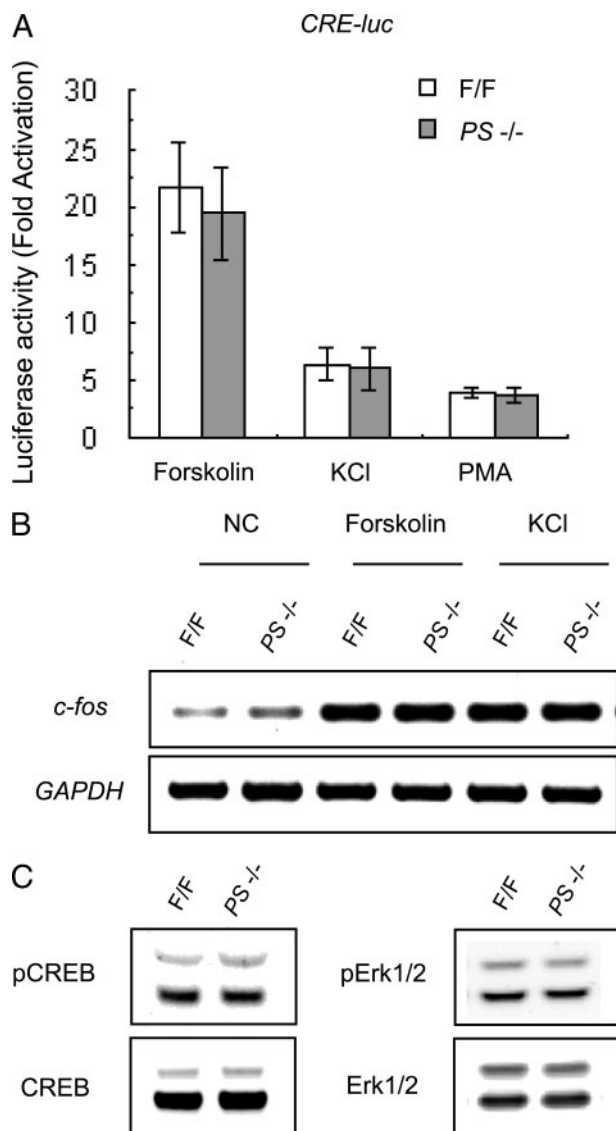 A
CRE-luc
F/F
PS -/-
Luciferase activity (Fold Activation)
30
25
20
15
10
5
0
Forskolin KCl PMA
B
NC Forskolin KCl
F/F PS -/- F/F PS -/- F/F PS -/-
c-fos
GAPDH
C
F/F PS -/- F/F PS -/-
pCREB pErk1/2
CREB Erk1/2